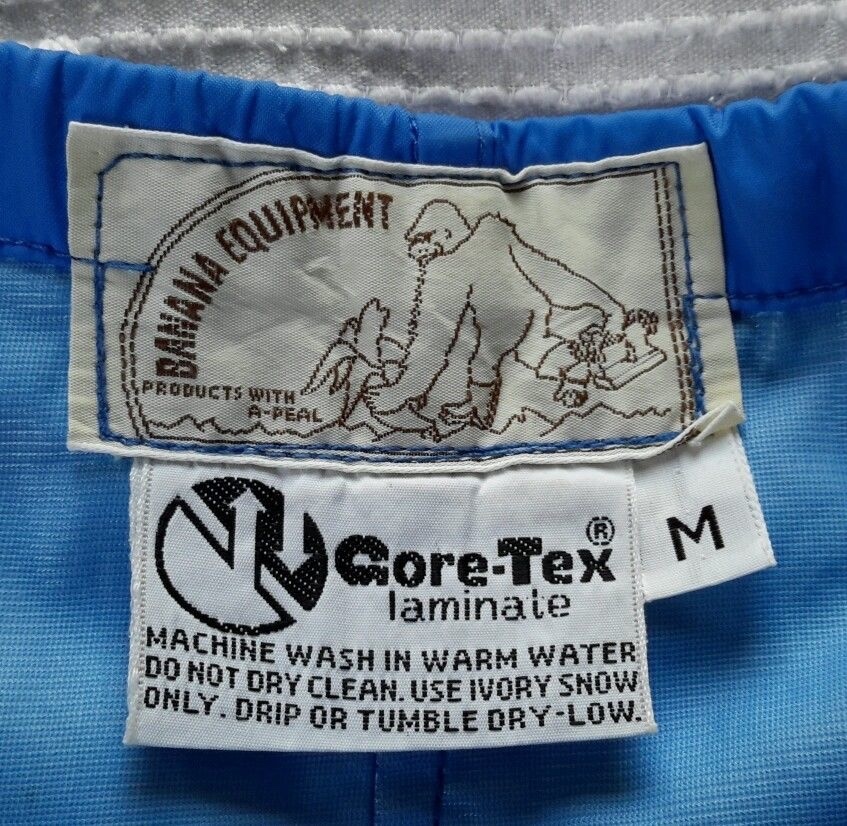 BANANA EQUIPMENT
PRODUCTS WITH
A-PEAL
Gore-Tex®
laminate
M
MACHINE WASH IN WARM WATER
DO NOT DRY CLEAN. USE IVORY SNOW
ONLY. DRIP OR TUMBLE DRY-LOW.